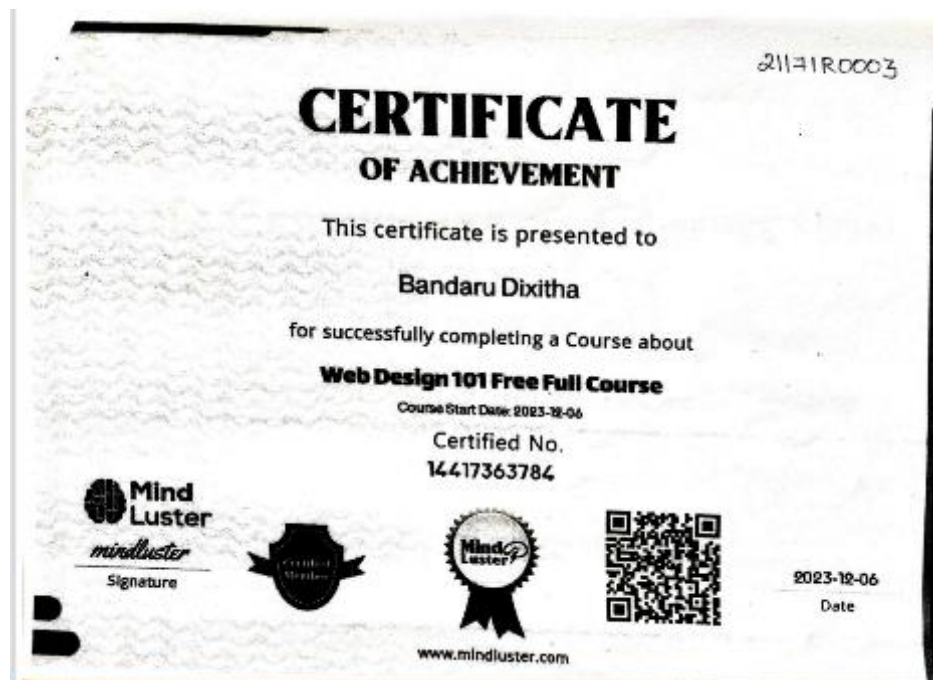 21171R0003
CERTIFICATE
OF ACHIEVEMENT
This certificate is presented to
Bandaru Dixitha
for successfully completing a Course about
Web Design 101 Free Full Course
Course Start Date: 2023-12-06
Certified No.
14417363784
Mind
Luster
mindluster
Signature
Certified
Member
Mind
Luster
2023-12-06
Date
www.mindluster.com